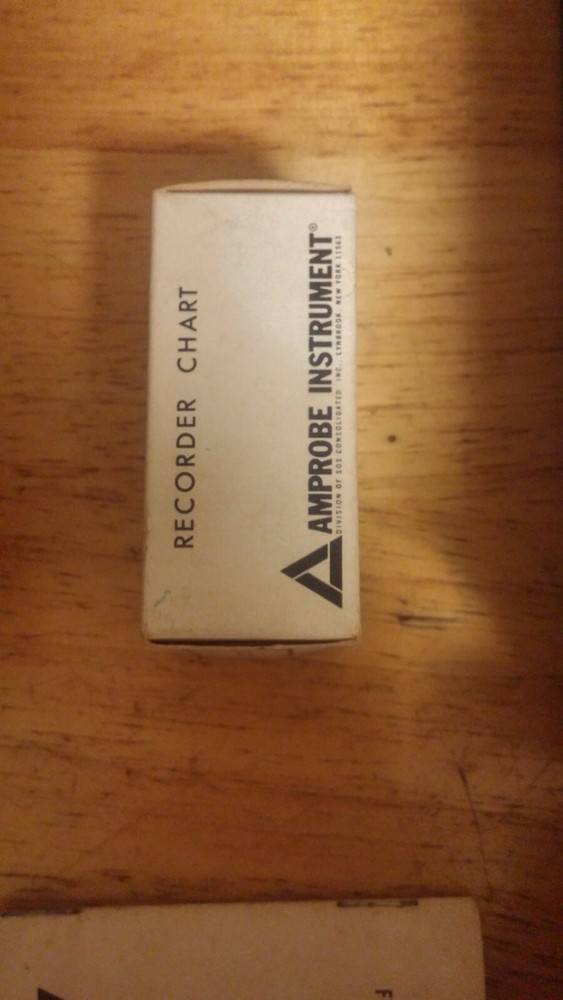 RECORDER CHART
AMPROBE INSTRUMENT®
DIVISION OF SOS CONSOLIDATED INC., LYNBROOK, NEW YORK 11563
F